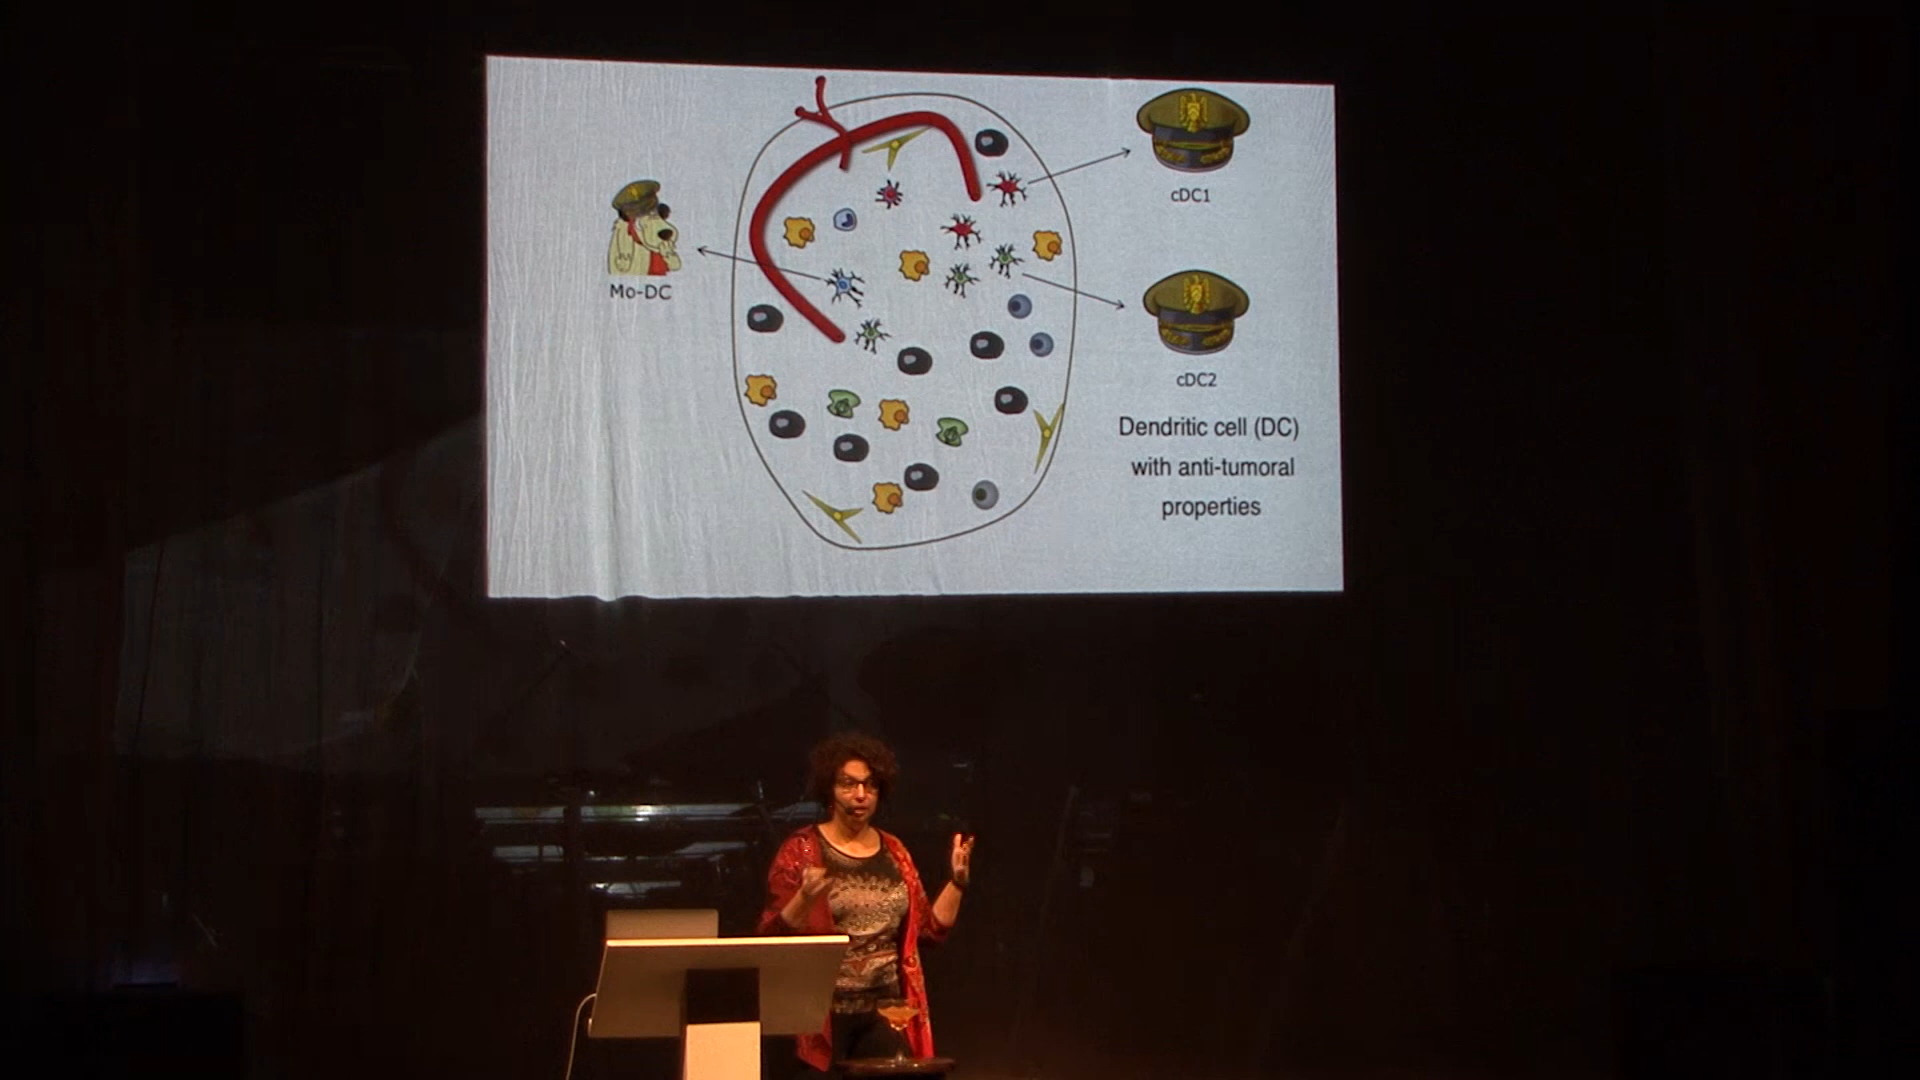 cDC1
Mo-DC
cDC2
Dendritic cell (DC)
with anti-tumoral
properties